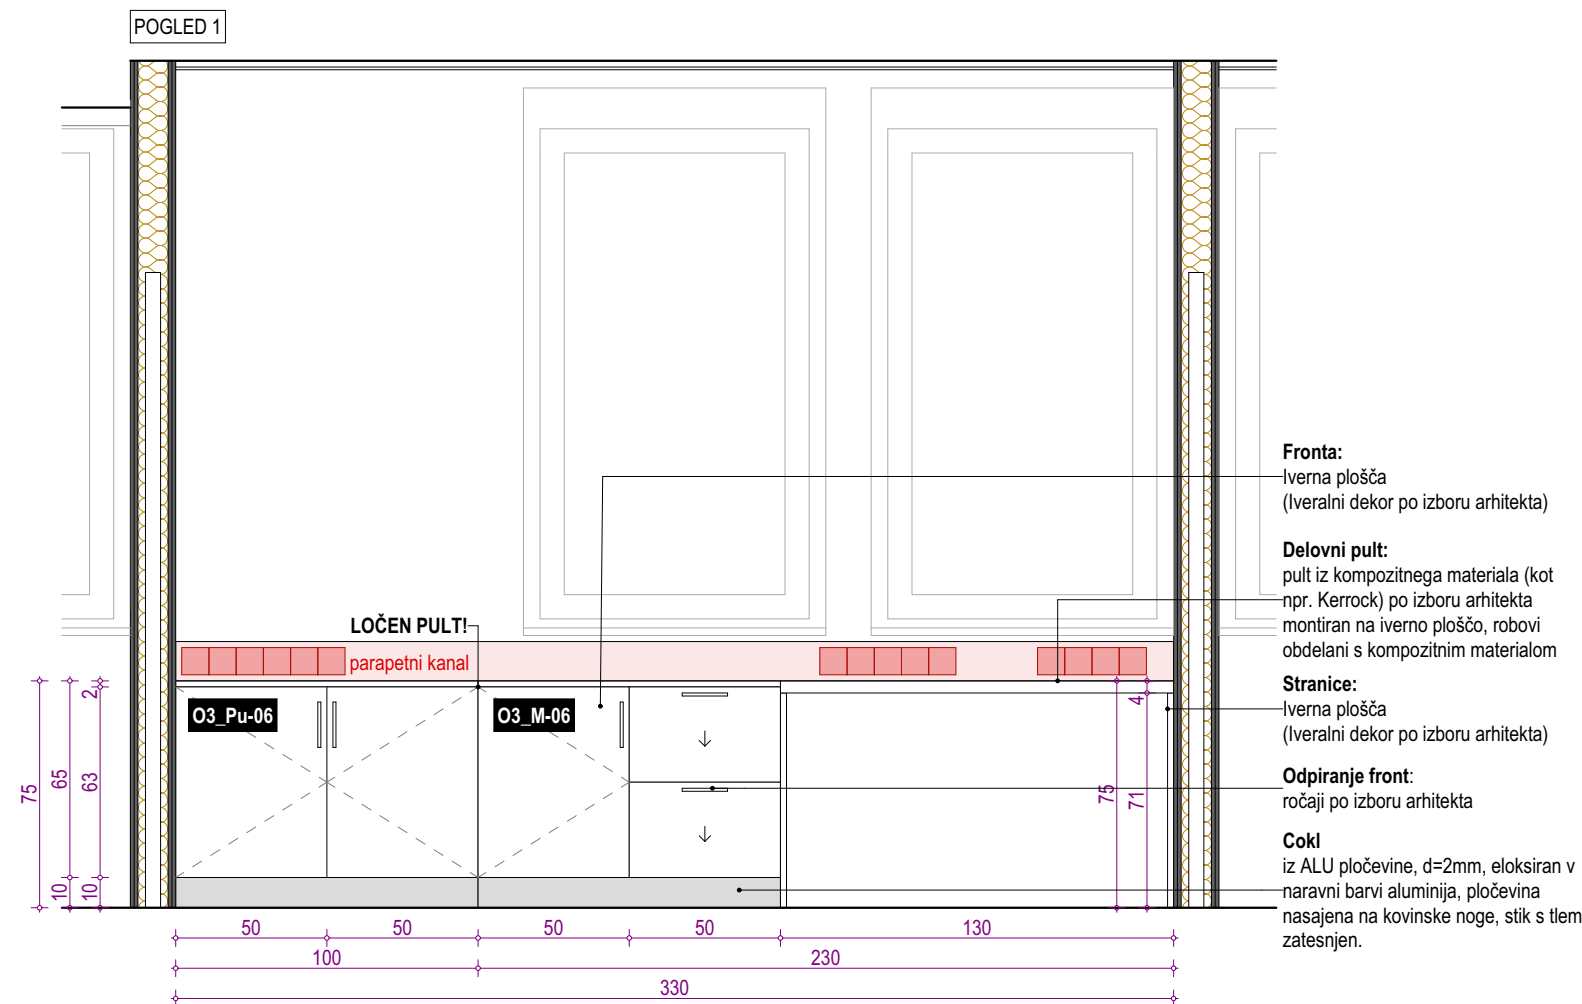 POGLED 1
Fronta:
Iverna plošča
(Iveralni dekor po izboru arhitekta)
Delovni pult:
pult iz kompozitnega materiala (kot
npr. Kerrock) po izboru arhitekta
montiran na iverno ploščo, robovi
obdelani s kompozitnim materialom
LOČEN PULT!
parapetni kanal
Stranice:
Iverna plošča
(Iveralni dekor po izboru arhitekta)
O3_Pu-06
O3_M-06
Odpiranje front:
ročaji po izboru arhitekta
Cokl
iz ALU pločevine, d=2mm, eloksiran v
naravni barvi aluminija, pločevina
nasajena na kovinske noge, stik s tlem
zatesnjen.
75
65
10
2
63
10
75
4
71
50
50
50
50
130
100
230
330